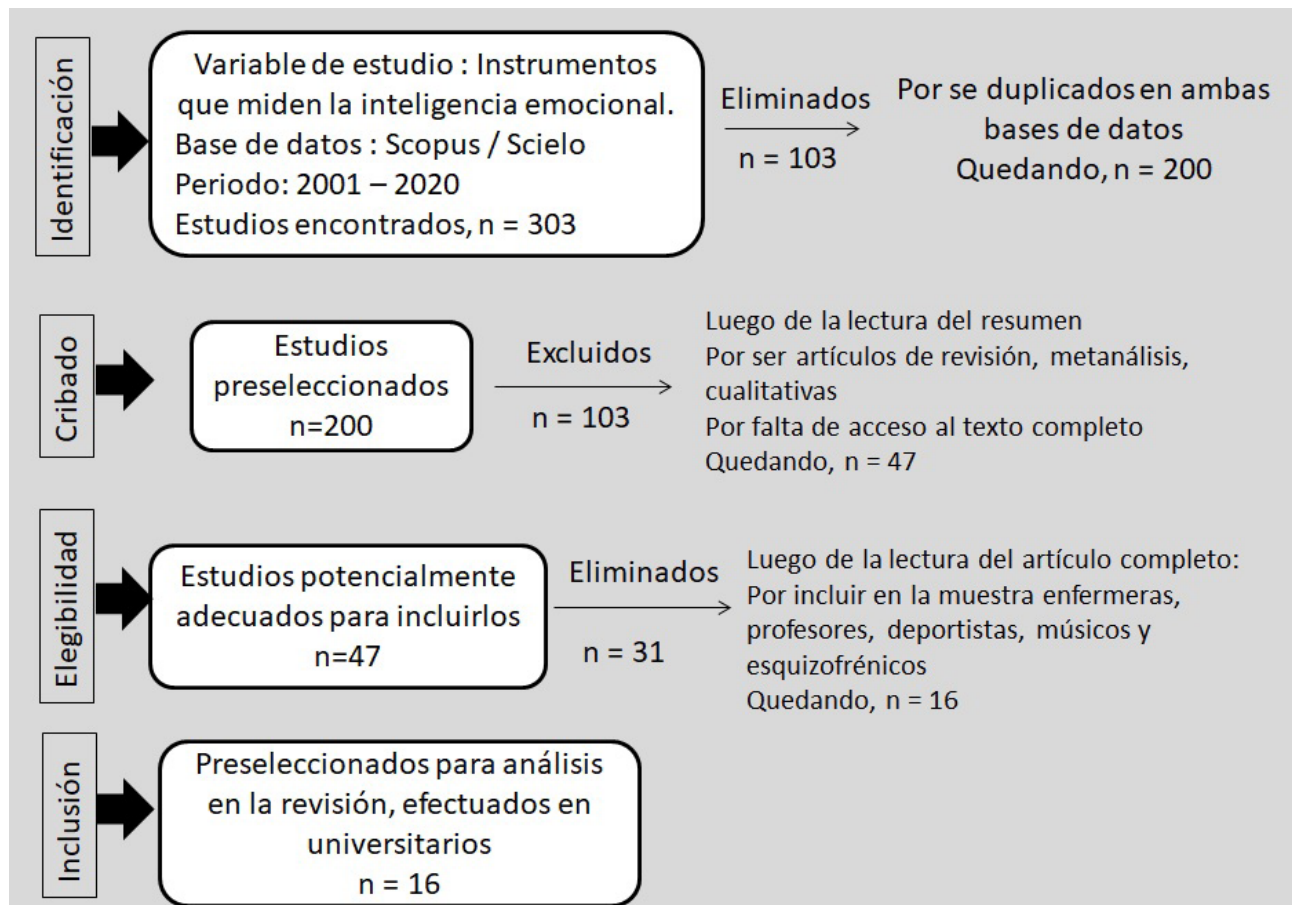 Identificación
Variable de estudio : Instrumentos
que miden la inteligencia emocional.
Base de datos : Scopus / Scielo
Periodo: 2001 – 2020
Estudios encontrados, n = 303
Eliminados
n = 103
Por se duplicados en ambas
bases de datos
Quedando, n = 200
Cribado
Estudios
preseleccionados
n=200
Excluidos
n = 103
Luego de la lectura del resumen
Por ser artículos de revisión, metanálisis,
cualitativas
Por falta de acceso al texto completo
Quedando, n = 47
Elegibilidad
Estudios potencialmente
adecuados para incluirlos
n=47
Eliminados
n = 31
Luego de la lectura del artículo completo:
Por incluir en la muestra enfermeras,
profesores, deportistas, músicos y
esquizofrénicos
Quedando, n = 16
Inclusión
Preseleccionados para análisis
en la revisión, efectuados en
universitarios
n = 16